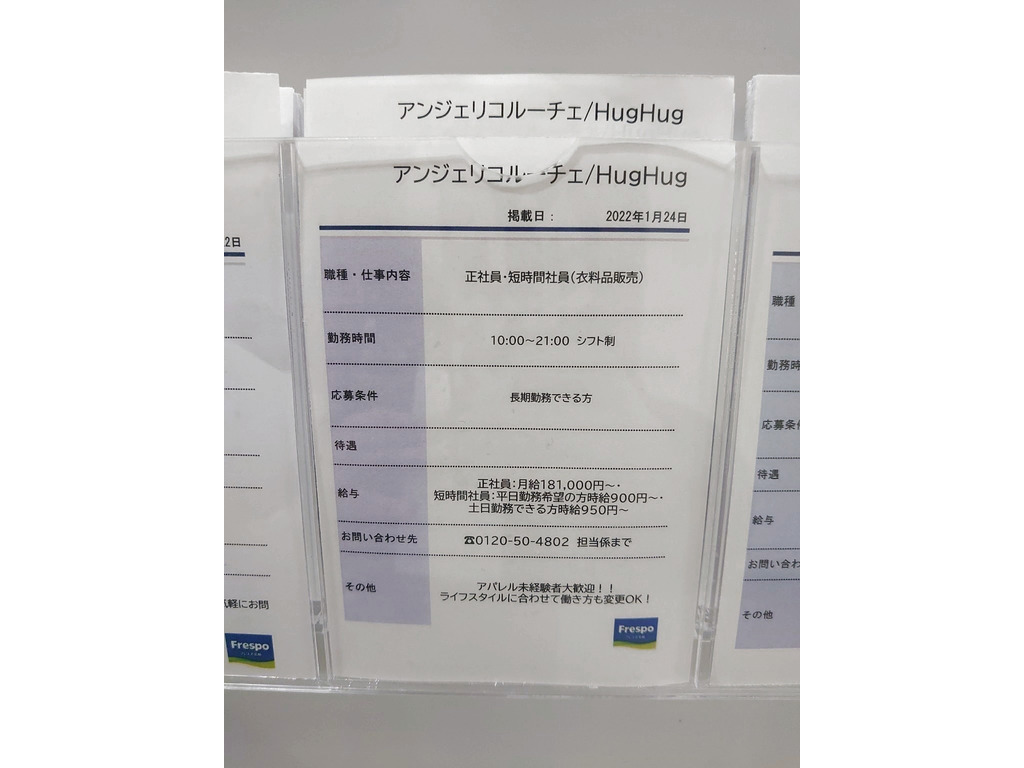 アンジェリコルーチェ/HugHug
アンジェリコルーチェ/HugHug
掲載日： 2022年1月24日
職種・仕事内容 正社員・短時間社員(衣料品販売)
勤務時間 10:00～21:00 シフト制
応募条件 長期勤務できる方
待遇
給与 正社員：月給181,000円～・
短時間社員：平日勤務希望の方時給900円～・
土日勤務できる方時給950円～
お問い合わせ先 ☎0120-50-4802 担当係まで
その他 アパレル未経験者大歓迎！！
ライフスタイルに合わせて働き方も変更OK！
Frespo
2日
気軽にお問
Frespo
職種
勤務時
応募条件
待遇
給与
お問い合わ
その他